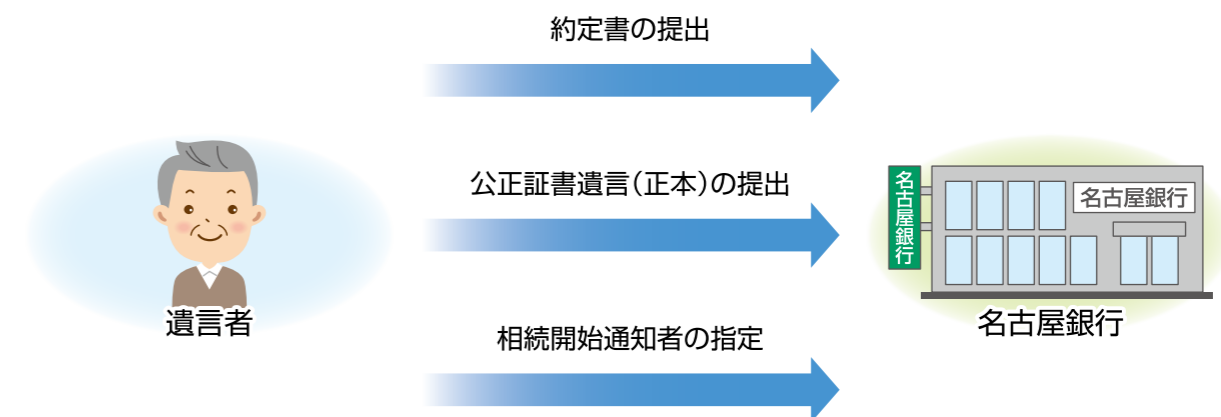 約定書の提出
公正証書遺言(正本)の提出
相続開始通知者の指定
遺言者
名古屋銀行
名古屋銀行
名古屋銀行